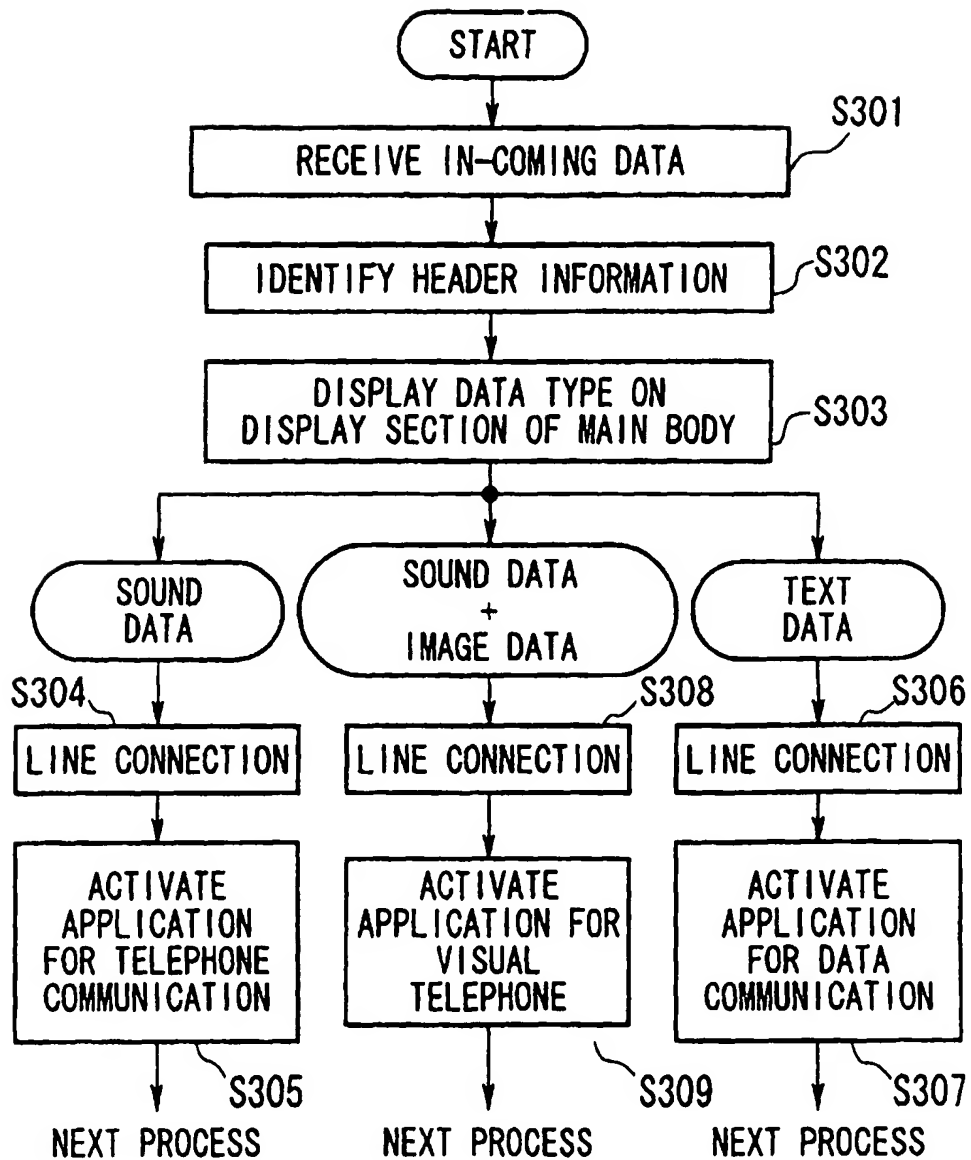 START
S301
RECEIVE IN-COMING DATA
S302
IDENTIFY HEADER INFORMATION
S303
DISPLAY DATA TYPE ON
DISPLAY SECTION OF MAIN BODY
SOUND
DATA
SOUND DATA
+
IMAGE DATA
TEXT
DATA
S304
LINE CONNECTION
S308
LINE CONNECTION
S306
LINE CONNECTION
ACTIVATE
APPLICATION
FOR TELEPHONE
COMMUNICATION
S305
NEXT PROCESS
ACTIVATE
APPLICATION FOR
VISUAL
TELEPHONE
S309
NEXT PROCESS
ACTIVATE
APPLICATION
FOR DATA
COMMUNICATION
S307
NEXT PROCESS